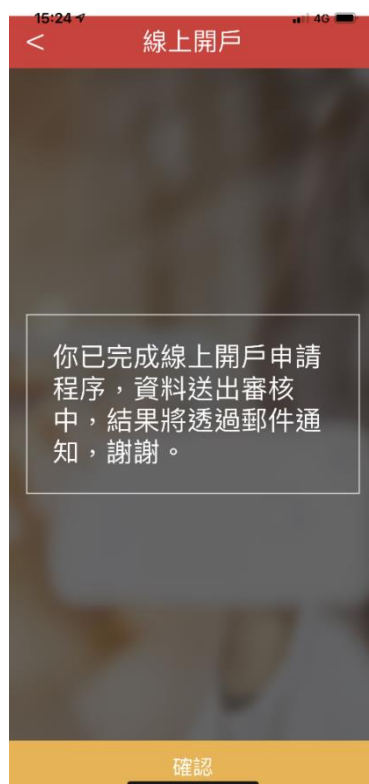 15:24 4G
< 線上開戶
你已完成線上開戶申請
程序，資料送出審核
中，結果將透過郵件通
知，謝謝。
確認